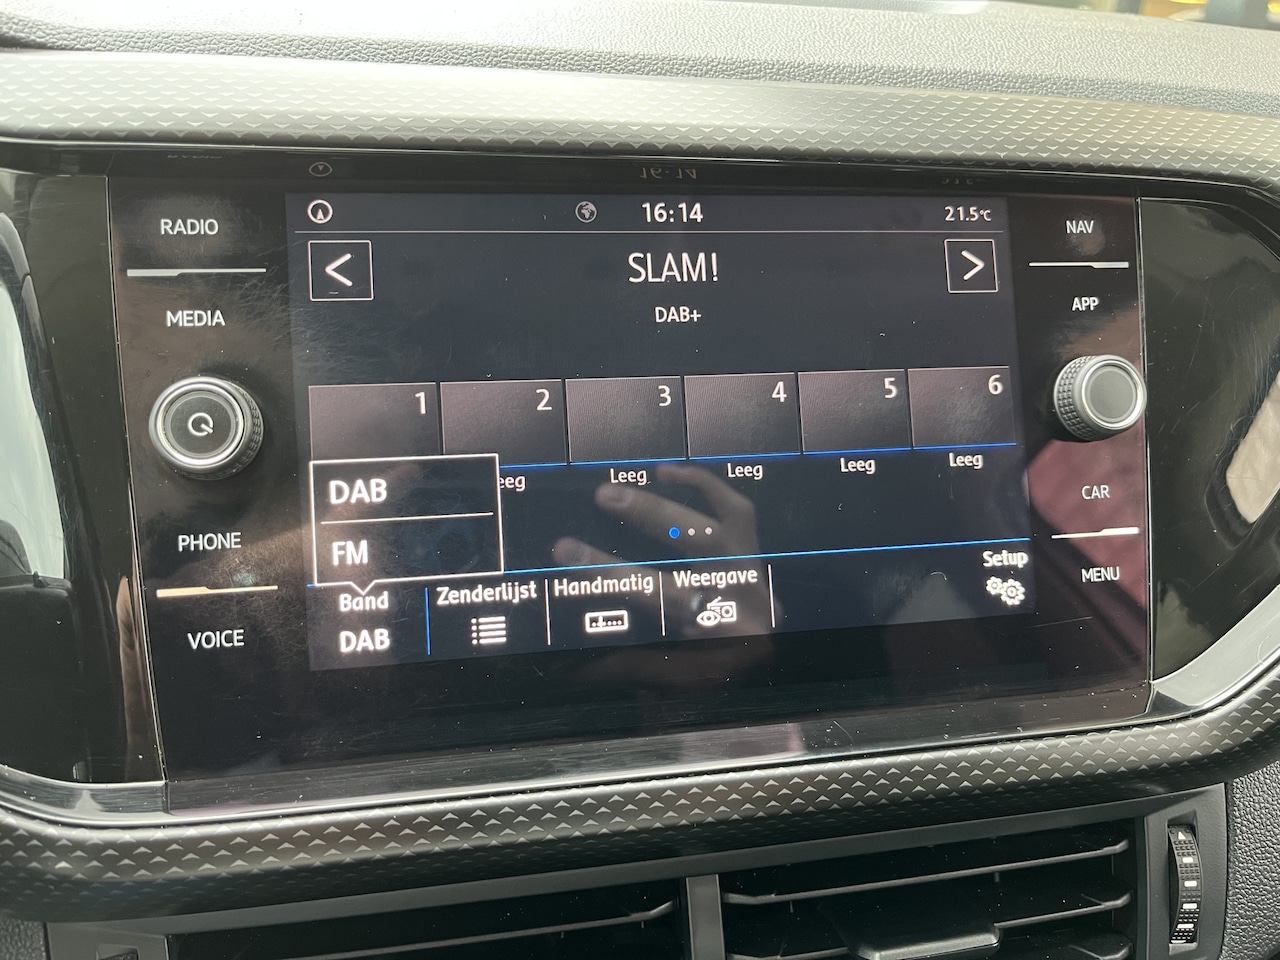 RADIO
MEDIA
PHONE
VOICE
16:14
21.5°C
<
SLAM!
>
DAB+
1 2 3 4 5 6
eeg Leeg Leeg Leeg Leeg
DAB
FM
Band
DAB
Zenderlijst
Handmatig
Weergave
Setup
NAV
APP
CAR
MENU